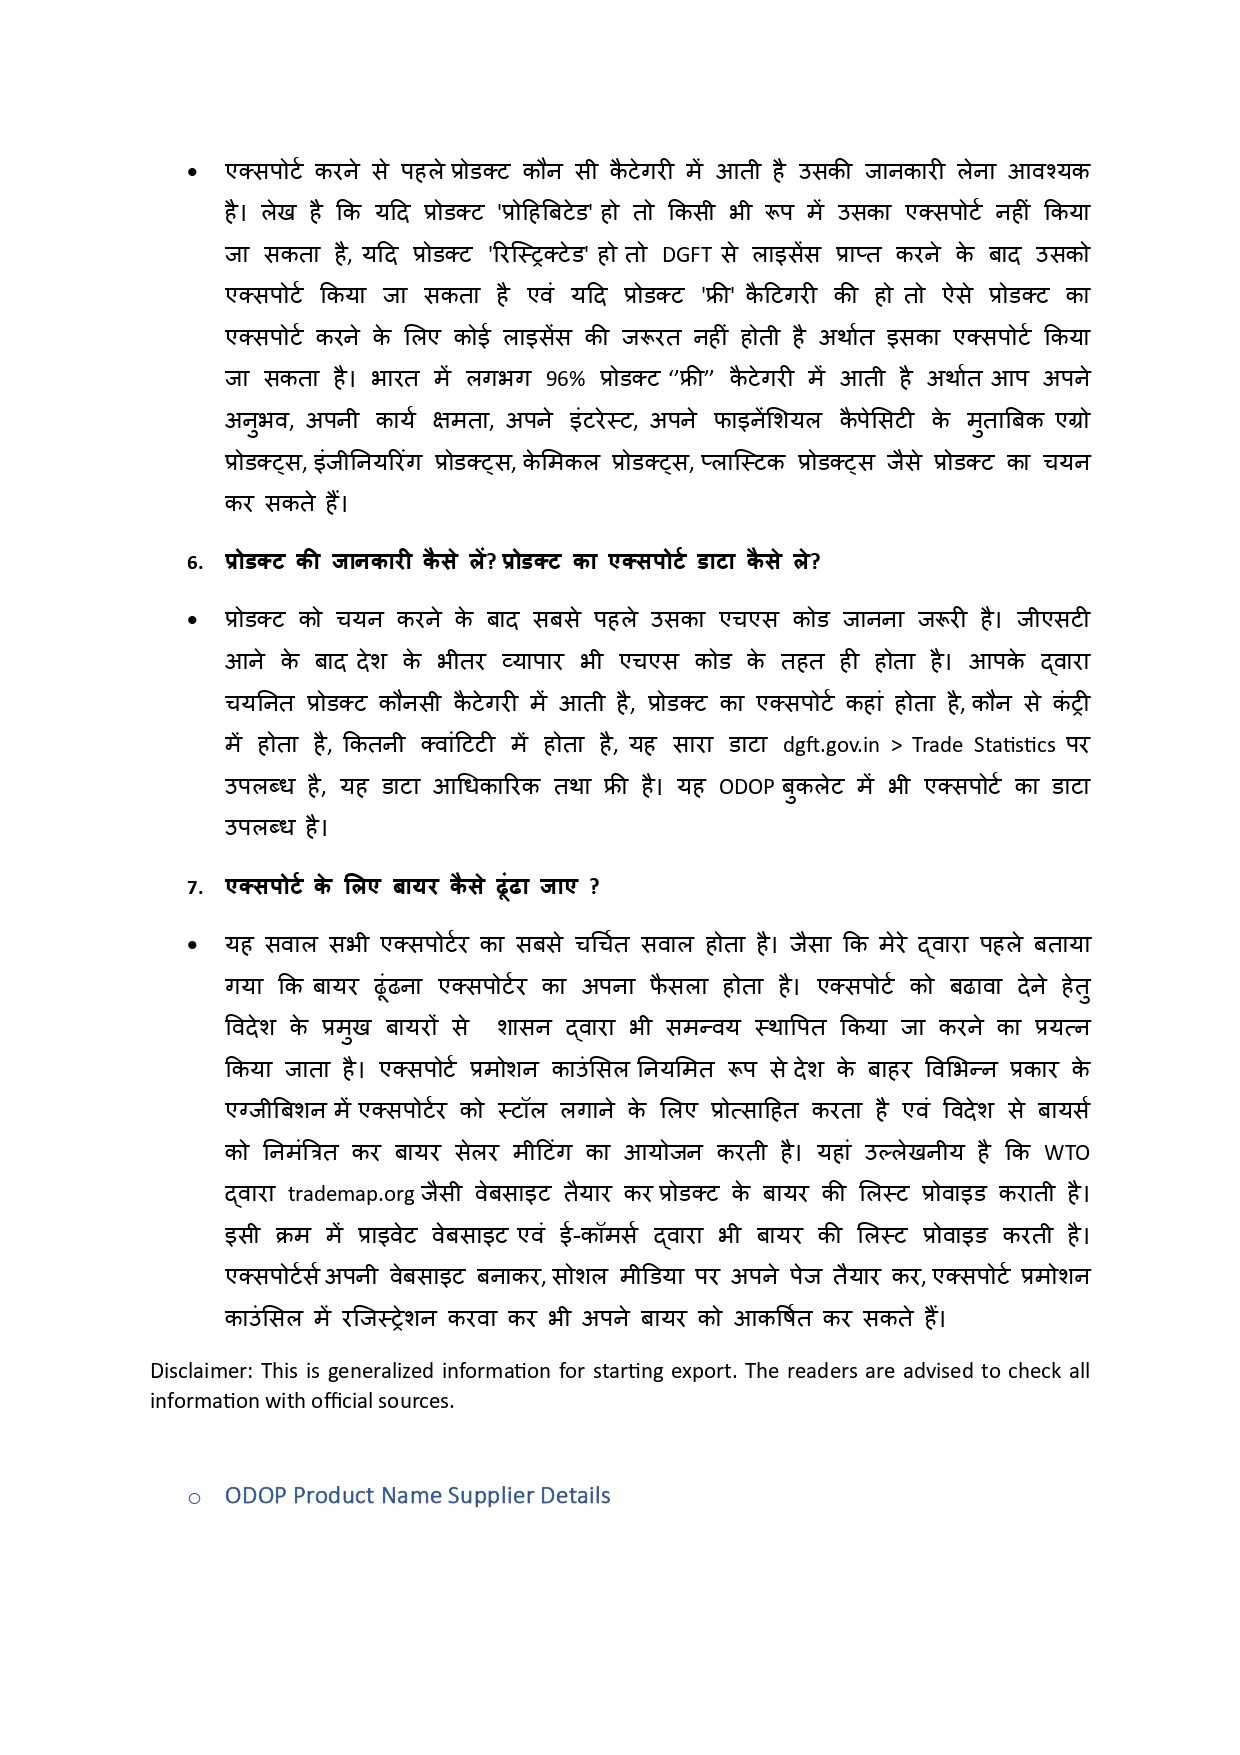 • एक्सपोर्ट करने से पहले प्रोडक्ट कौन सी कैटेगरी में आती है उसकी जानकारी लेना आवश्यक
है। लेख है कि यदि प्रोडक्ट 'प्रोहिबिटेड' हो तो किसी भी रूप में उसका एक्सपोर्ट नहीं किया
जा सकता है, यदि प्रोडक्ट 'रिस्ट्रिक्टेड' हो तो DGFT से लाइसेंस प्राप्त करने के बाद उसको
एक्सपोर्ट किया जा सकता है एवं यदि प्रोडक्ट 'फ्री' कैटिगरी की हो तो ऐसे प्रोडक्ट का
एक्सपोर्ट करने के लिए कोई लाइसेंस की जरूरत नहीं होती है अर्थात इसका एक्सपोर्ट किया
जा सकता है। भारत में लगभग 96% प्रोडक्ट ‘’फ्री’’ कैटेगरी में आती है अर्थात आप अपने
अनुभव, अपनी कार्य क्षमता, अपने इंटरेस्ट, अपने फाइनेंशियल कैपेसिटी के मुताबिक एग्रो
प्रोडक्ट्स, इंजीनियरिंग प्रोडक्ट्स, केमिकल प्रोडक्ट्स, प्लास्टिक प्रोडक्ट्स जैसे प्रोडक्ट का चयन
कर सकते हैं।
6. प्रोडक्ट की जानकारी कैसे लें? प्रोडक्ट का एक्सपोर्ट डाटा कैसे ले?
• प्रोडक्ट को चयन करने के बाद सबसे पहले उसका एचएस कोड जानना जरूरी है। जीएसटी
आने के बाद देश के भीतर व्यापार भी एचएस कोड के तहत ही होता है। आपके द्वारा
चयनित प्रोडक्ट कौनसी कैटेगरी में आती है, प्रोडक्ट का एक्सपोर्ट कहां होता है, कौन से कंट्री
में होता है, कितनी क्वांटिटी में होता है, यह सारा डाटा dgft.gov.in > Trade Statistics पर
उपलब्ध है, यह डाटा आधिकारिक तथा फ्री है। यह ODOP बुकलेट में भी एक्सपोर्ट का डाटा
उपलब्ध है।
7. एक्सपोर्ट के लिए बायर कैसे ढूंढा जाए ?
• यह सवाल सभी एक्सपोर्टर का सबसे चर्चित सवाल होता है। जैसा कि मेरे द्वारा पहले बताया
गया कि बायर ढूंढना एक्सपोर्टर का अपना फैसला होता है। एक्सपोर्ट को बढावा देने हेतु
विदेश के प्रमुख बायरों से शासन द्वारा भी समन्वय स्थापित किया जा करने का प्रयत्न
किया जाता है। एक्सपोर्ट प्रमोशन काउंसिल नियमित रूप से देश के बाहर विभिन्न प्रकार के
एग्जीबिशन में एक्सपोर्टर को स्टॉल लगाने के लिए प्रोत्साहित करता है एवं विदेश से बायर्स
को निमंत्रित कर बायर सेलर मीटिंग का आयोजन करती है। यहां उल्लेखनीय है कि WTO
द्वारा trademap.org जैसी वेबसाइट तैयार कर प्रोडक्ट के बायर की लिस्ट प्रोवाइड कराती है।
इसी क्रम में प्राइवेट वेबसाइट एवं ई-कॉमर्स द्वारा भी बायर की लिस्ट प्रोवाइड करती है।
एक्सपोर्टर्स अपनी वेबसाइट बनाकर, सोशल मीडिया पर अपने पेज तैयार कर, एक्सपोर्ट प्रमोशन
काउंसिल में रजिस्ट्रेशन करवा कर भी अपने बायर को आकर्षित कर सकते हैं।
Disclaimer: This is generalized information for starting export. The readers are advised to check all
information with official sources.
o ODOP Product Name Supplier Details